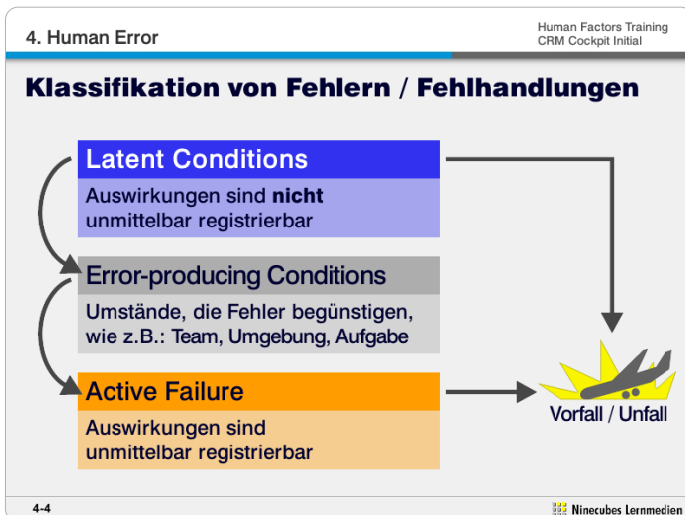 4. Human Error
Human Factors Training
CRM Cockpit Initial
Klassifikation von Fehlern / Fehlhandlungen
Latent Conditions
Auswirkungen sind nicht
unmittelbar registrierbar
Error-producing Conditions
Umstände, die Fehler begünstigen,
wie z.B.: Team, Umgebung, Aufgabe
Active Failure
Auswirkungen sind
unmittelbar registrierbar
Vorfall / Unfall
4-4
Ninecubes Lernmedien